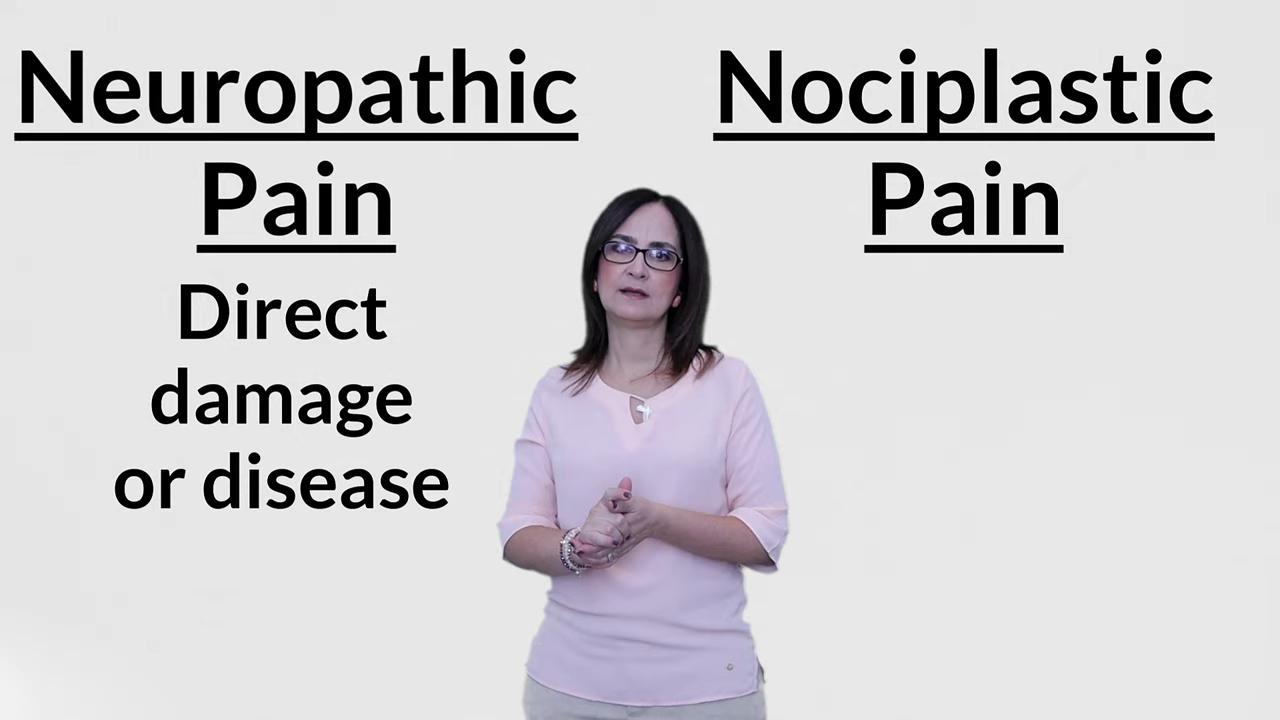 Neuropathic
Pain
Direct
damage
or disease
Nociplastic
Pain